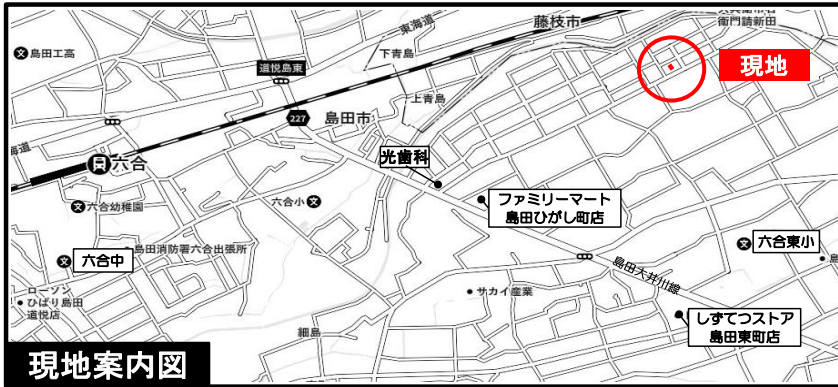 藤枝市
衛門請新田
現地
東海道
島田工高
下青島
道悦島東
上青島
227
島田市
海道
六合
光歯科
ファミリーマート
島田ひがし町店
六合小
六合幼稚園
六合中
島田消防署六合出張所
六合東小
島田大井川線
ローソン
ひばり島田
道悦店
サカイ産業
しずてつストア
島田東町店
細島
島
現地案内図